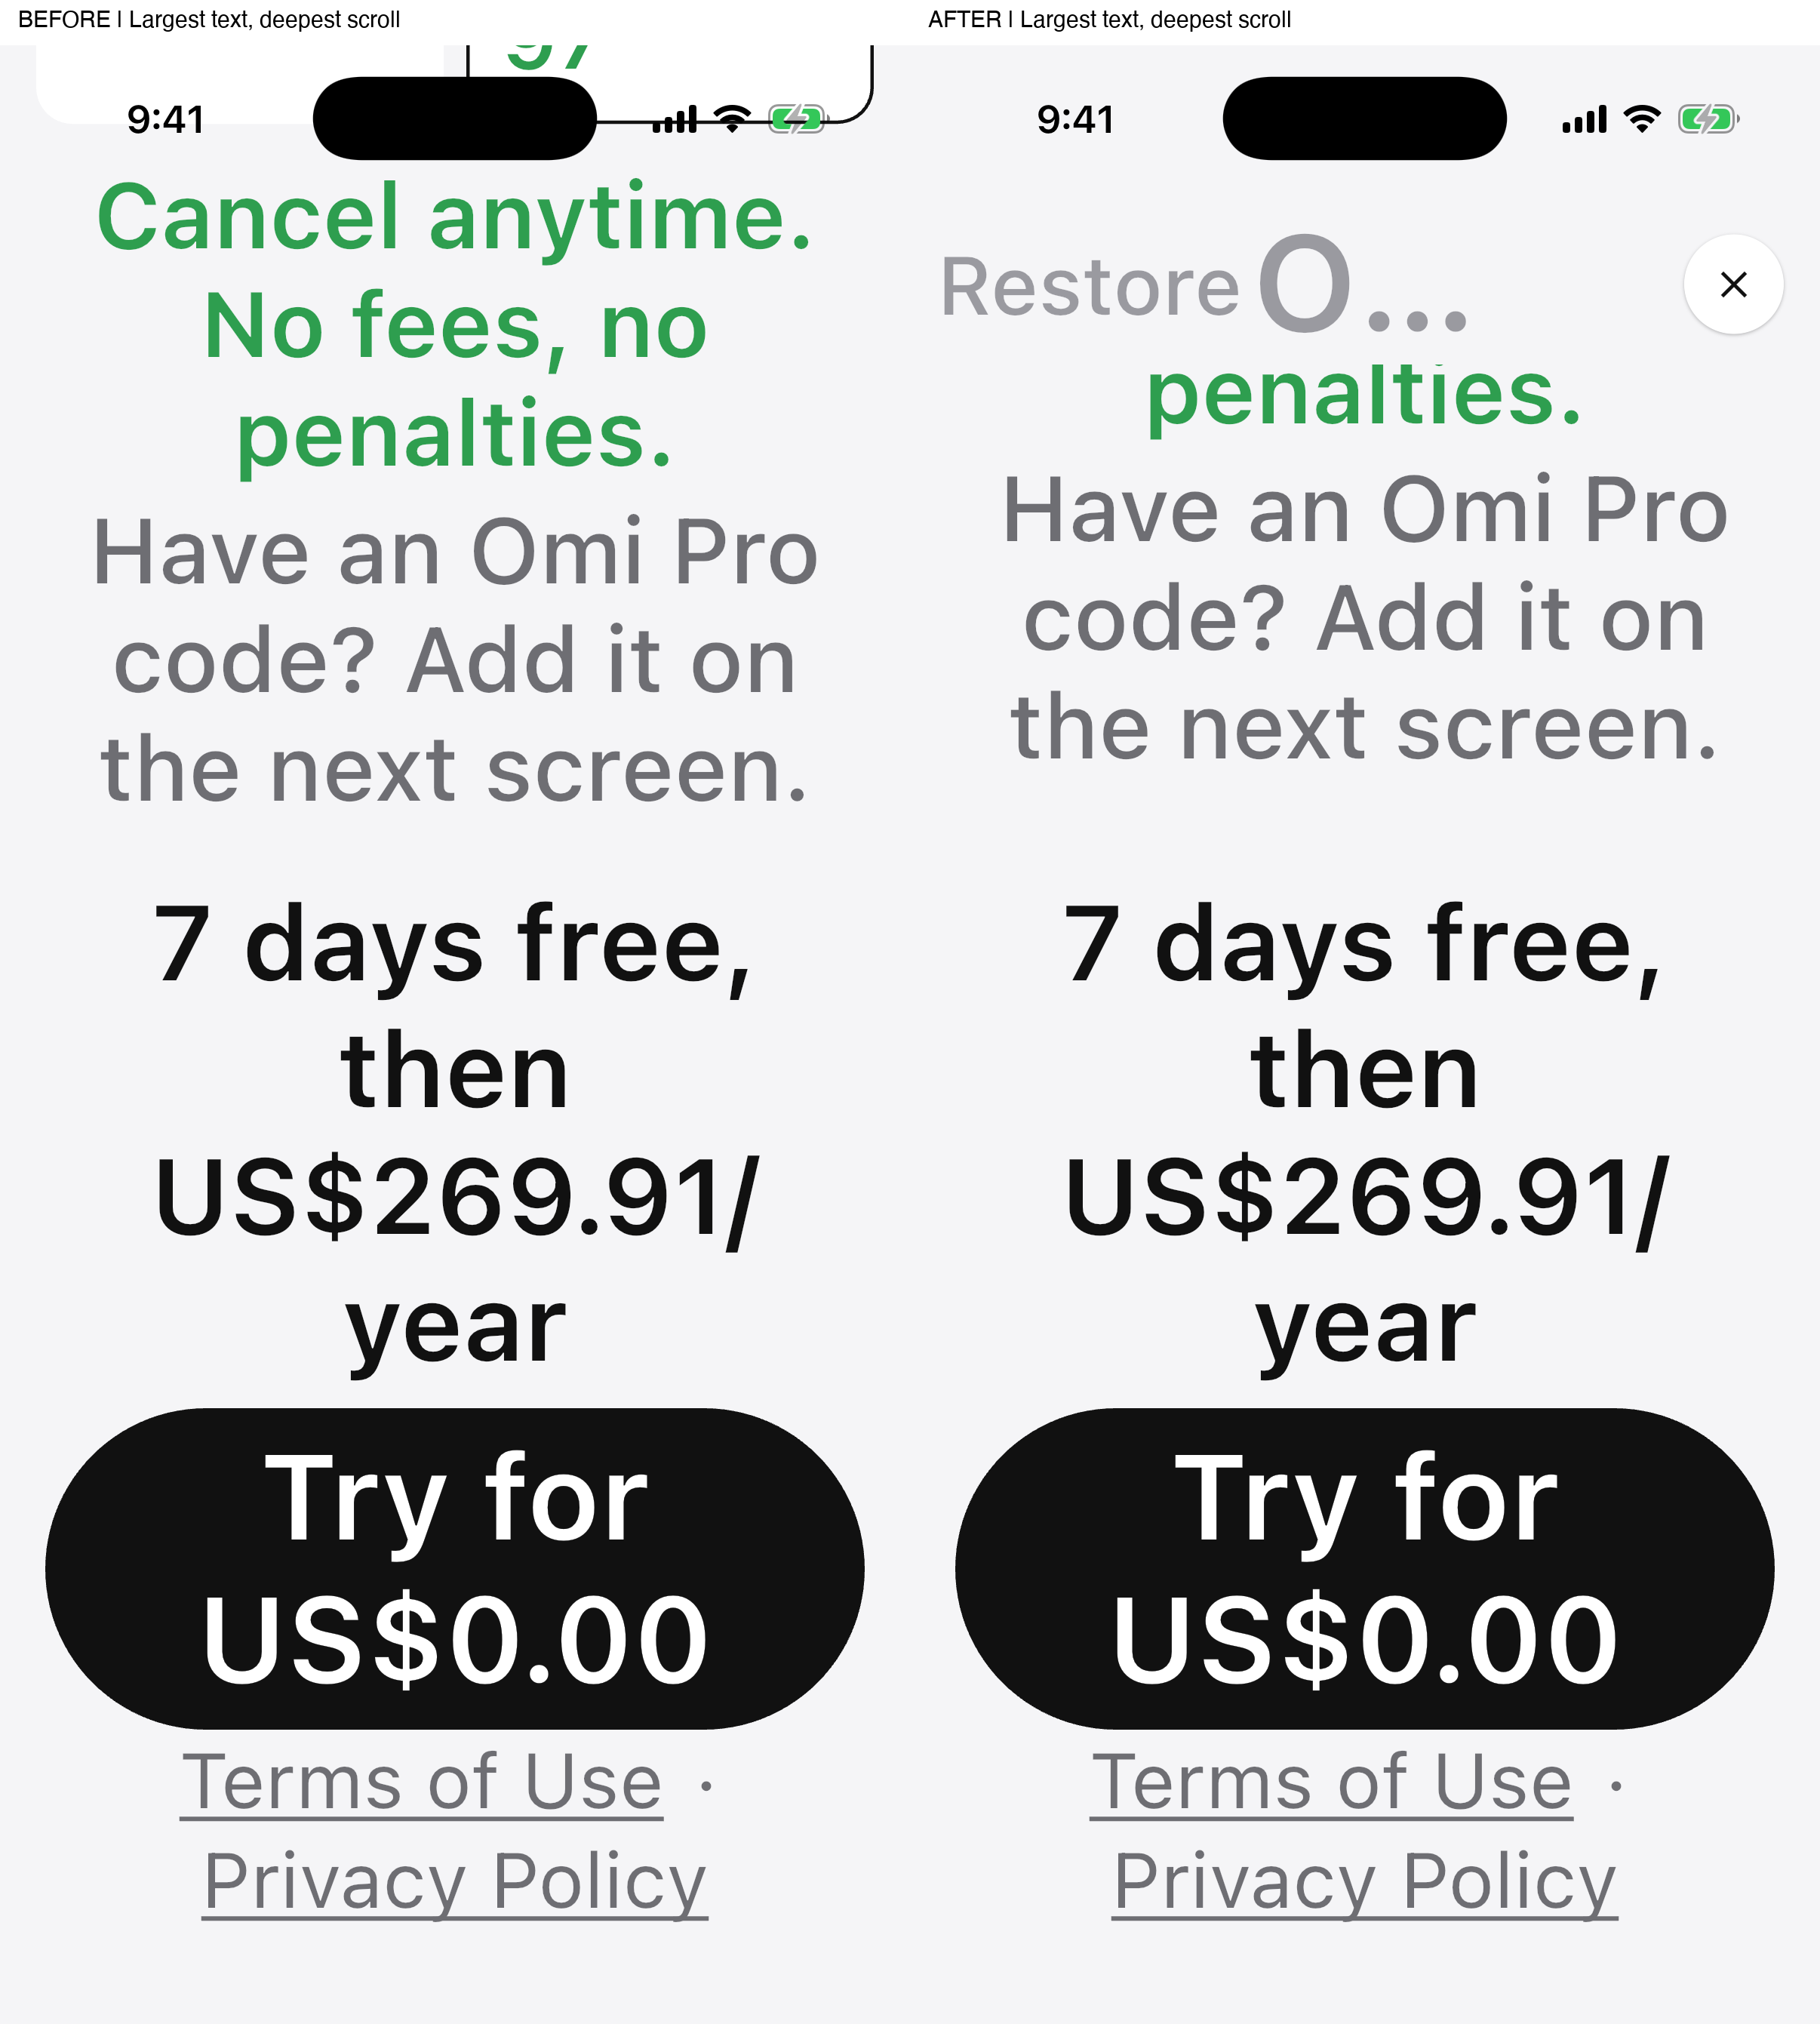 BEFORE | Largest text, deepest scroll
97
9:41
Cancel anytime.
No fees, no
penalties.
Have an Omi Pro
code? Add it on
the next screen.
7 days free,
then
US$269.91/
year
Try for
US$0.00
Terms of Use ·
Privacy Policy
AFTER | Largest text, deepest scroll
9:41
Restore O...
penalties.
Have an Omi Pro
code? Add it on
the next screen.
7 days free,
then
US$269.91/
year
Try for
US$0.00
Terms of Use ·
Privacy Policy